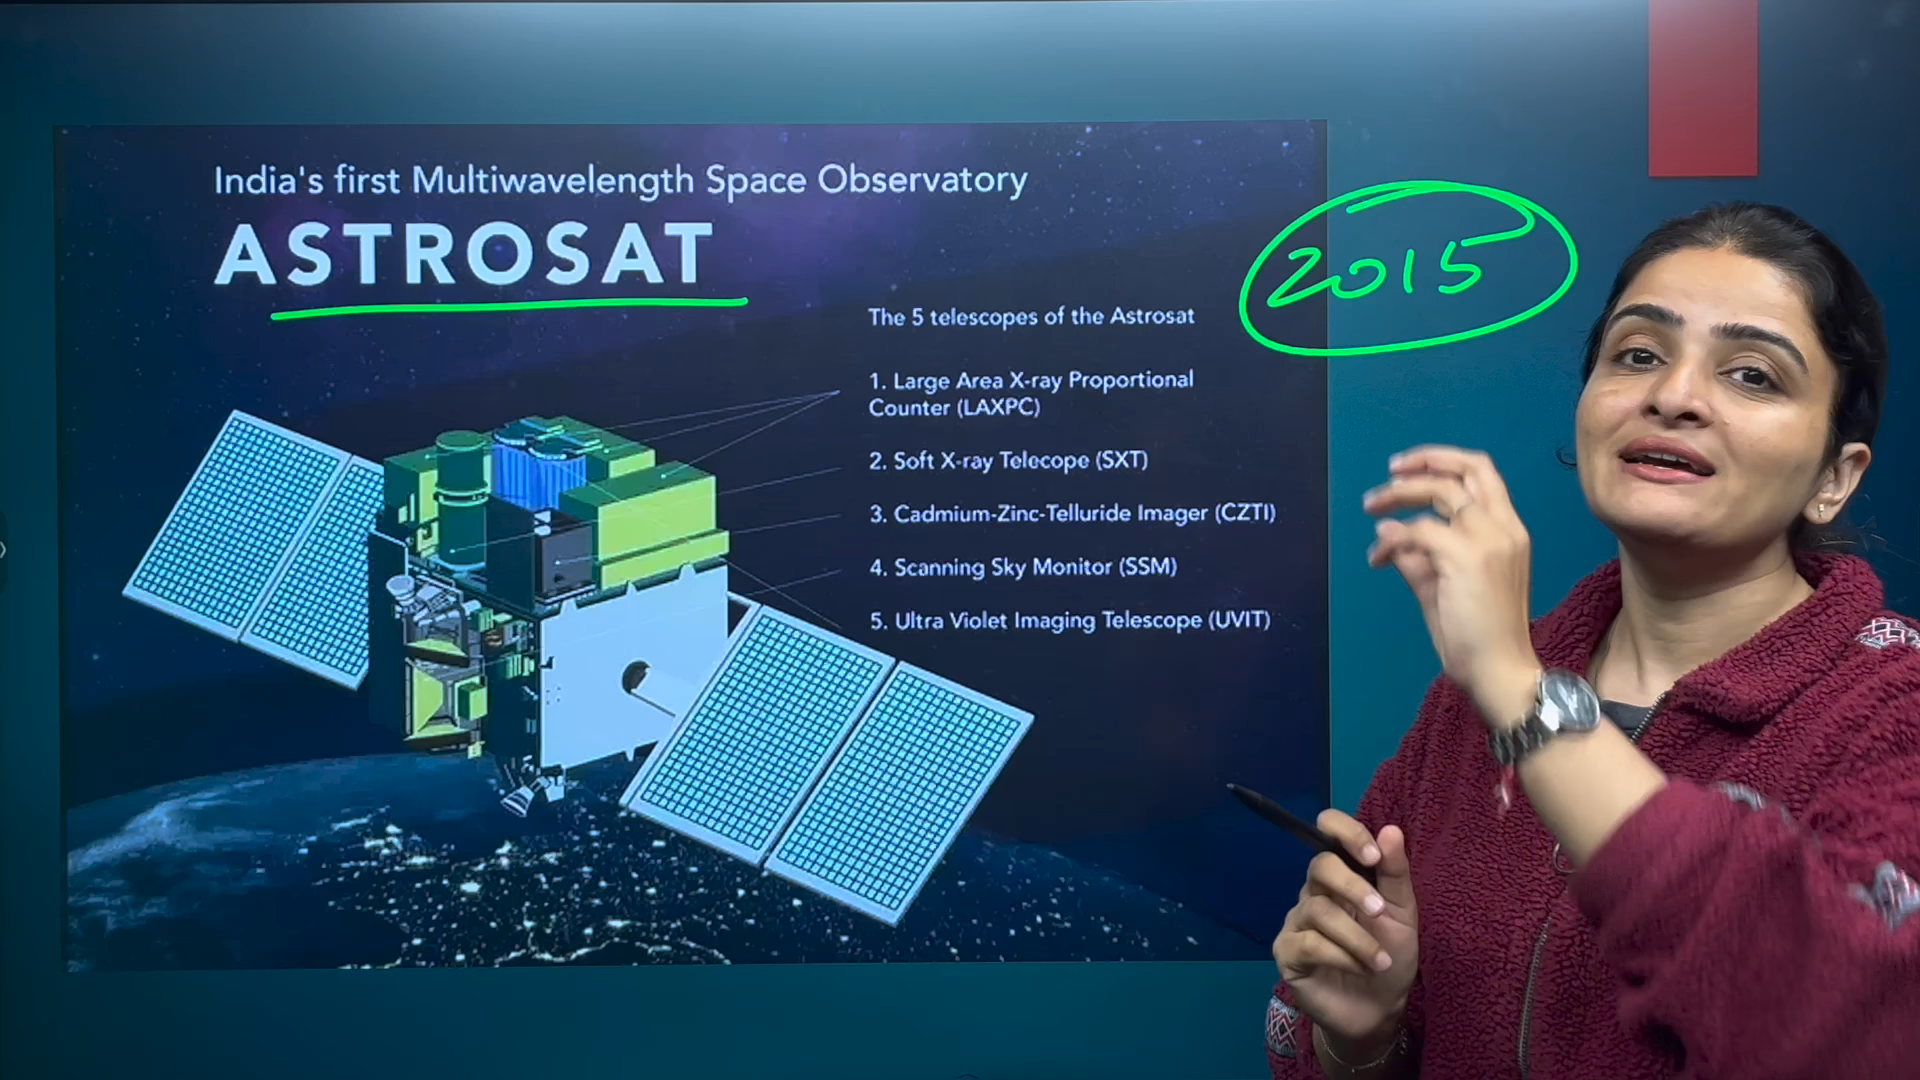 India's first Multiwavelength Space Observatory
ASTROSAT
2015
The 5 telescopes of the Astrosat
1. Large Area X-ray Proportional
Counter (LAXPC)
2. Soft X-ray Telecope (SXT)
3. Cadmium-Zinc-Telluride Imager (CZTI)
4. Scanning Sky Monitor (SSM)
5. Ultra Violet Imaging Telescope (UVIT)